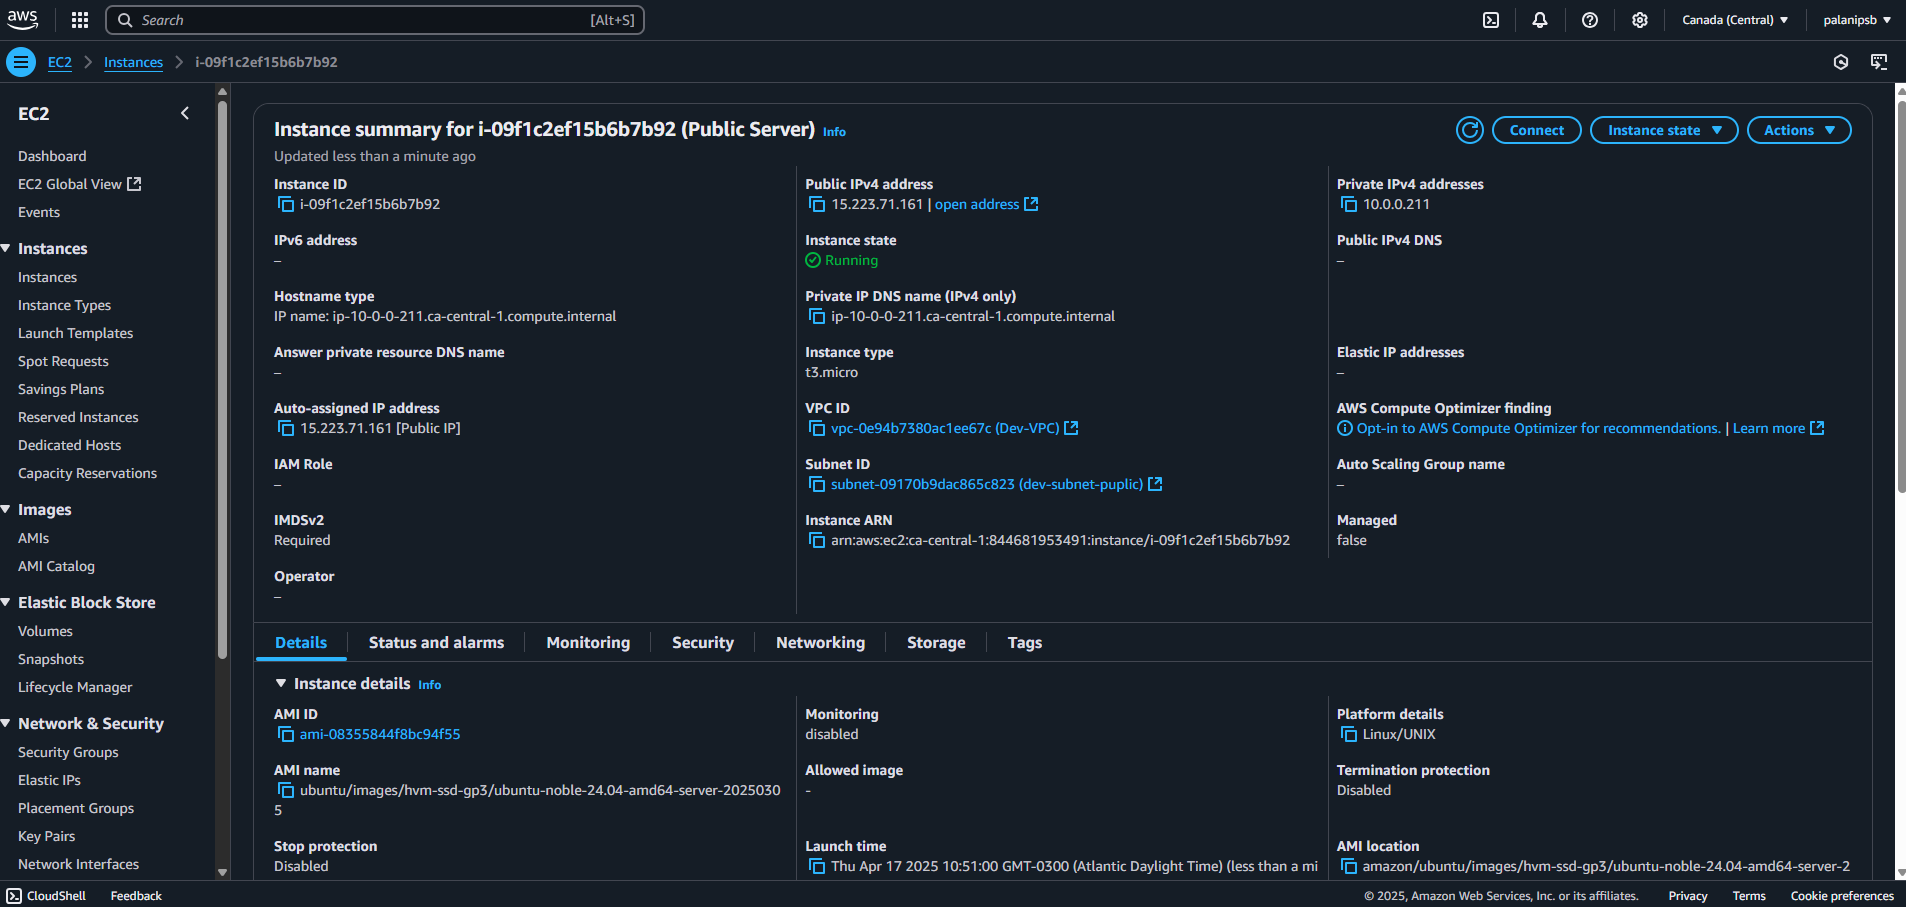 aws
Search [Alt+S]
Canada (Central)
palanipsb
EC2
Instances
i-09f1c2ef15b6b7b92
EC2
Dashboard
EC2 Global View
Events
Instances
Instances
Instance Types
Launch Templates
Spot Requests
Savings Plans
Reserved Instances
Dedicated Hosts
Capacity Reservations
Images
AMIs
AMI Catalog
Elastic Block Store
Volumes
Snapshots
Lifecycle Manager
Network & Security
Security Groups
Elastic IPs
Placement Groups
Key Pairs
Network Interfaces
Instance summary for i-09f1c2ef15b6b7b92 (Public Server) Info
Updated less than a minute ago
Connect
Instance state
Actions
Instance ID
i-09f1c2ef15b6b7b92
Public IPv4 address
15.223.71.161 | open address
Private IPv4 addresses
10.0.0.211
IPv6 address
–
Instance state
Running
Public IPv4 DNS
–
Hostname type
IP name: ip-10-0-0-211.ca-central-1.compute.internal
Private IP DNS name (IPv4 only)
ip-10-0-0-211.ca-central-1.compute.internal
Answer private resource DNS name
–
Instance type
t3.micro
Elastic IP addresses
–
Auto-assigned IP address
15.223.71.161 [Public IP]
VPC ID
vpc-0e94b7380ac1ee67c (Dev-VPC)
AWS Compute Optimizer finding
Opt-in to AWS Compute Optimizer for recommendations. | Learn more
IAM Role
–
Subnet ID
subnet-09170b9dac865c823 (dev-subnet-puplic)
Auto Scaling Group name
–
IMDSv2
Required
Instance ARN
arn:aws:ec2:ca-central-1:844681953491:instance/i-09f1c2ef15b6b7b92
Managed
false
Operator
–
Details
Status and alarms
Monitoring
Security
Networking
Storage
Tags
Instance details Info
AMI ID
ami-08355844f8bc94f55
Monitoring
disabled
Platform details
Linux/UNIX
AMI name
ubuntu/images/hvm-ssd-gp3/ubuntu-noble-24.04-amd64-server-2025030
5
Allowed image
-
Termination protection
Disabled
Stop protection
Disabled
Launch time
Thu Apr 17 2025 10:51:00 GMT-0300 (Atlantic Daylight Time) (less than a mi
AMI location
amazon/ubuntu/images/hvm-ssd-gp3/ubuntu-noble-24.04-amd64-server-2
CloudShell
Feedback
© 2025, Amazon Web Services, Inc. or its affiliates.
Privacy
Terms
Cookie preferences